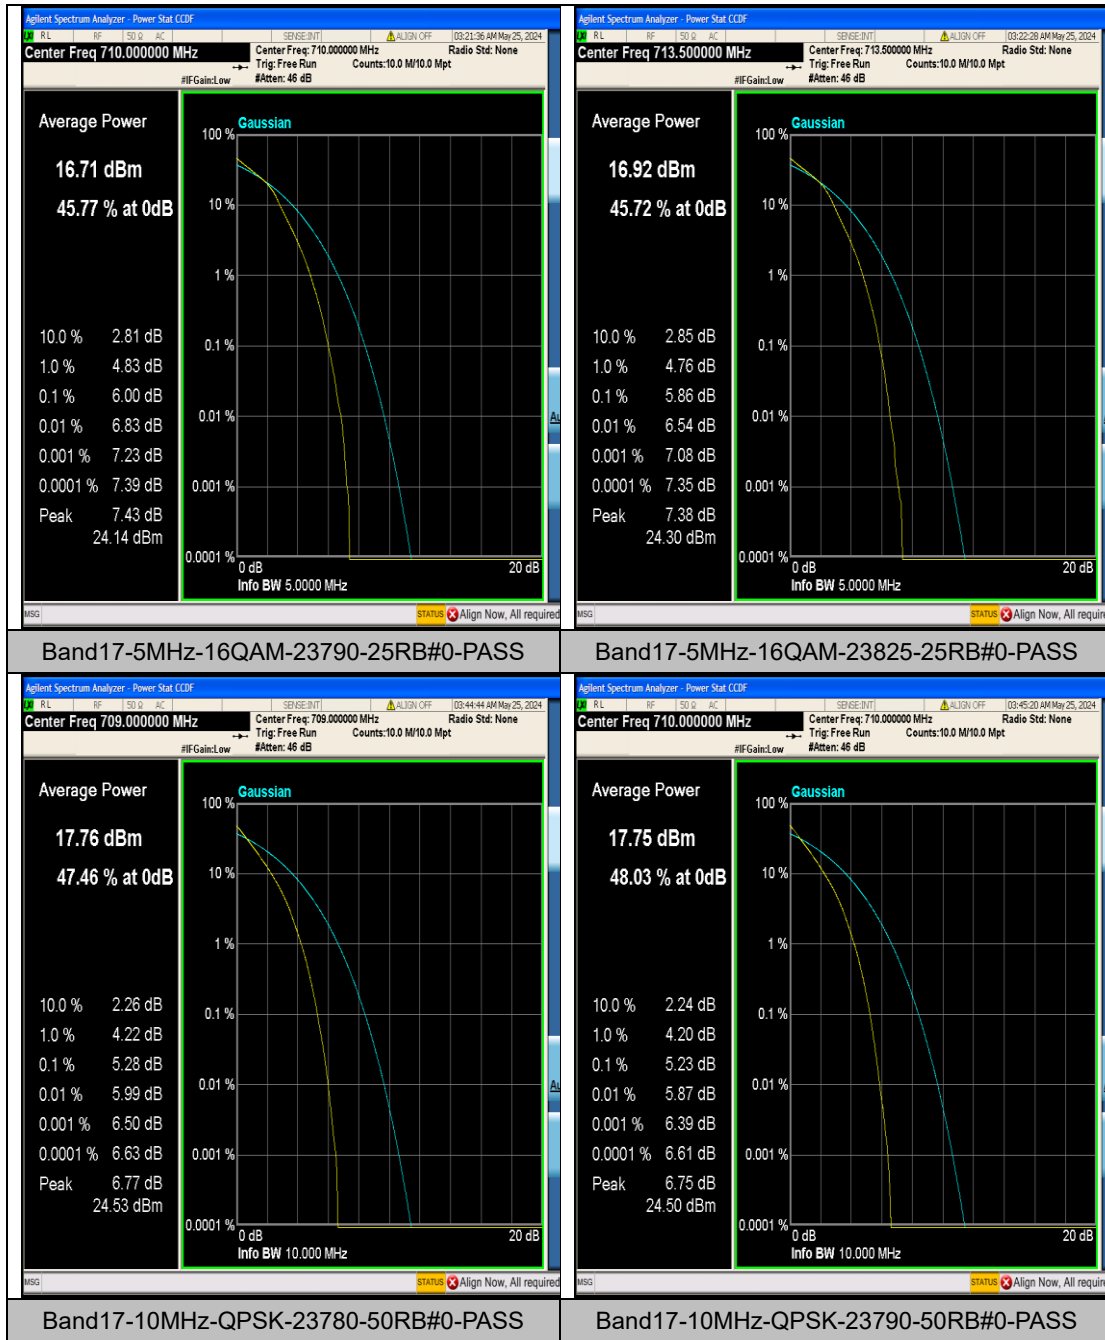 Agilent Spectrum Analyzer - Power Stat CCDF
LXI RL RF 50 Ω AC SENSE:INT ALIGN OFF 03:21:36 AM May 25, 2024
Center Freq 710.000000 MHz
Center Freq: 710.000000 MHz Radio Std: None
Trig: Free Run Counts:10.0 M/10.0 Mpt
#IFGain:Low #Atten: 46 dB
Average Power
16.71 dBm
45.77 % at 0dB
10.0 % 2.81 dB
1.0 % 4.83 dB
0.1 % 6.00 dB
0.01 % 6.83 dB
0.001 % 7.23 dB
0.0001 % 7.39 dB
Peak 7.43 dB
24.14 dBm
Gaussian
100 %
10 %
1 %
0.1 %
0.01 %
0.001 %
0.0001 %
0 dB 20 dB
Info BW 5.0000 MHz
MSG STATUS Align Now, All required
Band17-5MHz-16QAM-23790-25RB#0-PASS
Agilent Spectrum Analyzer - Power Stat CCDF
LXI RL RF 50 Ω AC SENSE:INT ALIGN OFF 03:22:28 AM May 25, 2024
Center Freq 713.500000 MHz
Center Freq: 713.500000 MHz Radio Std: None
Trig: Free Run Counts:10.0 M/10.0 Mpt
#IFGain:Low #Atten: 46 dB
Average Power
16.92 dBm
45.72 % at 0dB
10.0 % 2.85 dB
1.0 % 4.76 dB
0.1 % 5.86 dB
0.01 % 6.54 dB
0.001 % 7.08 dB
0.0001 % 7.35 dB
Peak 7.38 dB
24.30 dBm
Gaussian
100 %
10 %
1 %
0.1 %
0.01 %
0.001 %
0.0001 %
0 dB 20 dB
Info BW 5.0000 MHz
MSG STATUS Align Now, All require
Band17-5MHz-16QAM-23825-25RB#0-PASS
Agilent Spectrum Analyzer - Power Stat CCDF
LXI RL RF 50 Ω AC SENSE:INT ALIGN OFF 03:44:44 AM May 25, 2024
Center Freq 709.000000 MHz
Center Freq: 709.000000 MHz Radio Std: None
Trig: Free Run Counts:10.0 M/10.0 Mpt
#IFGain:Low #Atten: 46 dB
Average Power
17.76 dBm
47.46 % at 0dB
10.0 % 2.26 dB
1.0 % 4.22 dB
0.1 % 5.28 dB
0.01 % 5.99 dB
0.001 % 6.50 dB
0.0001 % 6.63 dB
Peak 6.77 dB
24.53 dBm
Gaussian
100 %
10 %
1 %
0.1 %
0.01 %
0.001 %
0.0001 %
0 dB 20 dB
Info BW 10.000 MHz
MSG STATUS Align Now, All required
Band17-10MHz-QPSK-23780-50RB#0-PASS
Agilent Spectrum Analyzer - Power Stat CCDF
LXI RL RF 50 Ω AC SENSE:INT ALIGN OFF 03:45:20 AM May 25, 2024
Center Freq 710.000000 MHz
Center Freq: 710.000000 MHz Radio Std: None
Trig: Free Run Counts:10.0 M/10.0 Mpt
#IFGain:Low #Atten: 46 dB
Average Power
17.75 dBm
48.03 % at 0dB
10.0 % 2.24 dB
1.0 % 4.20 dB
0.1 % 5.23 dB
0.01 % 5.87 dB
0.001 % 6.39 dB
0.0001 % 6.61 dB
Peak 6.75 dB
24.50 dBm
Gaussian
100 %
10 %
1 %
0.1 %
0.01 %
0.001 %
0.0001 %
0 dB 20 dB
Info BW 10.000 MHz
MSG STATUS Align Now, All require
Band17-10MHz-QPSK-23790-50RB#0-PASS